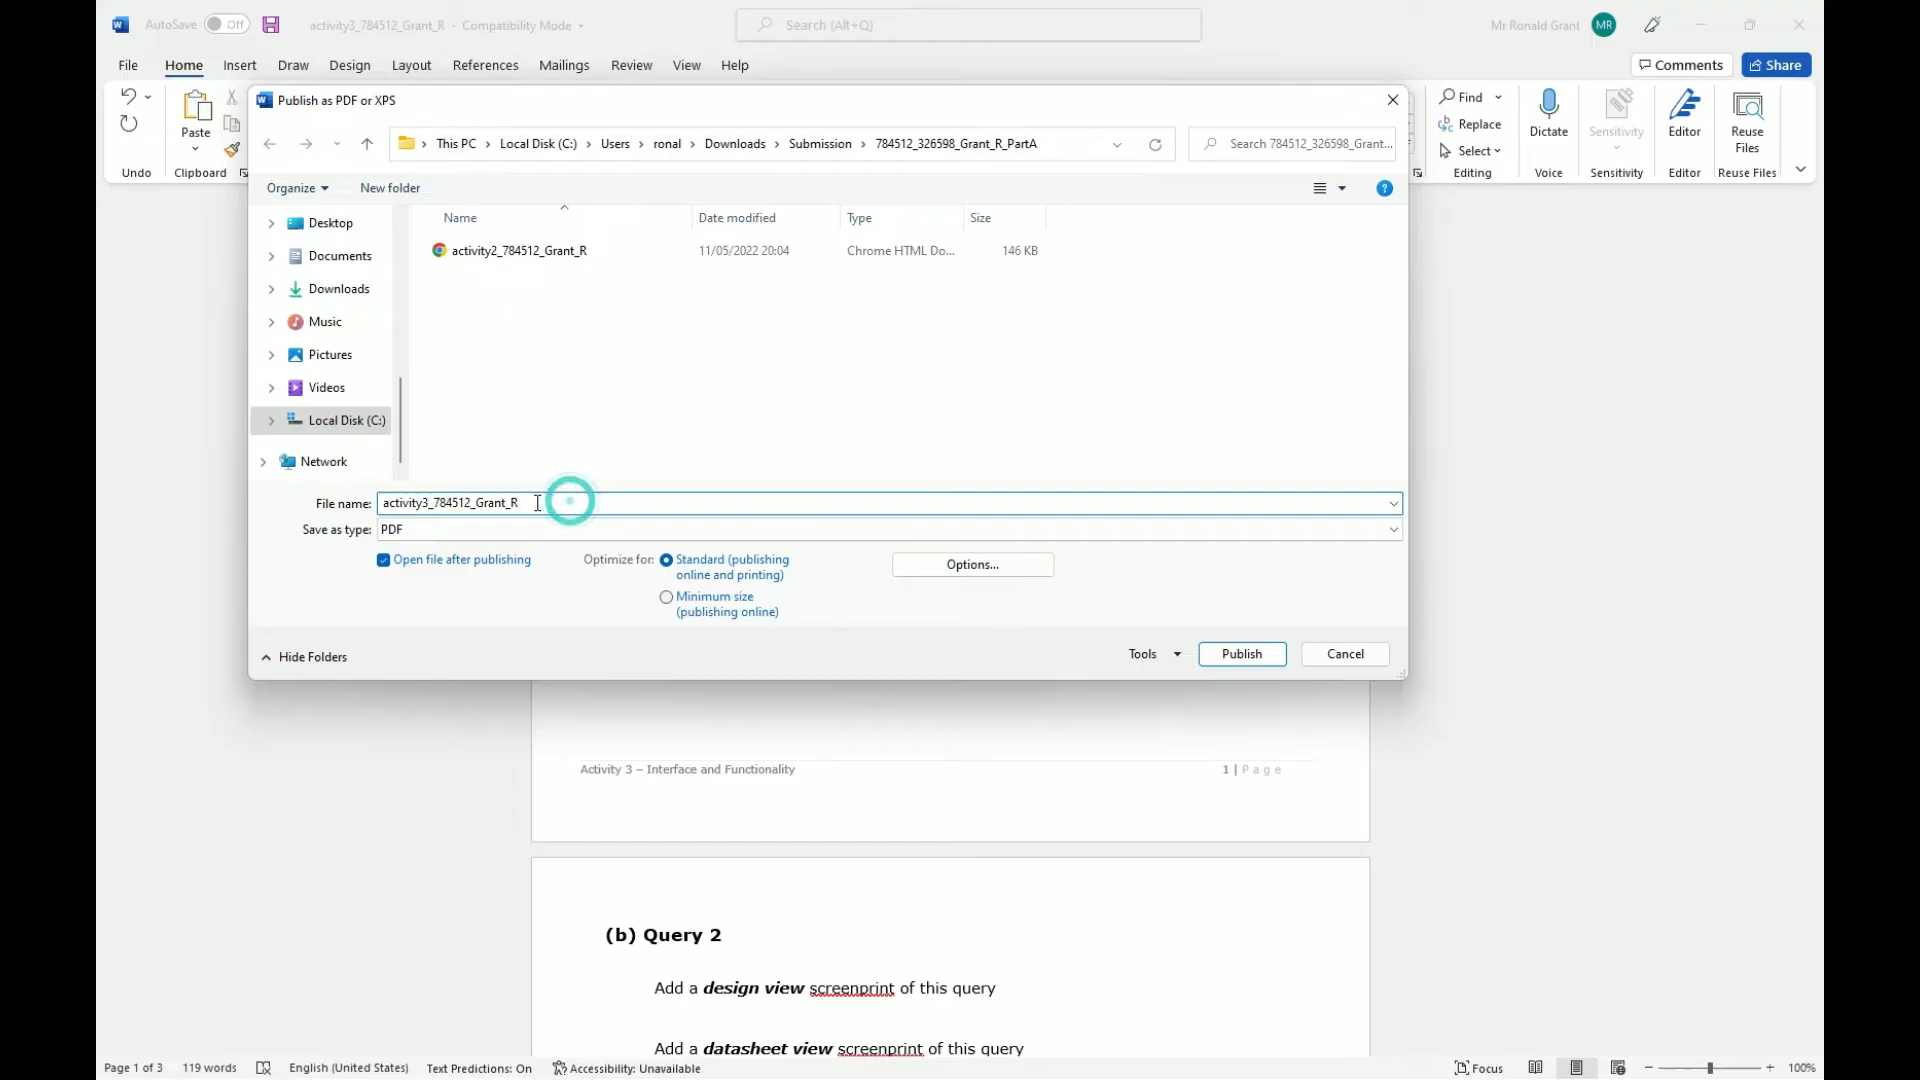 AutoSave Off activity3_784512_Grant_R - Compatibility Mode Search (Alt+Q) Mr Ronald Grant MR
File Home Insert Draw Design Layout References Mailings Review View Help Comments Share
Publish as PDF or XPS
Paste
Undo
Clipboard
Find
Replace
Select
Editing
Dictate
Voice
Sensitivity
Sensitivity
Editor
Editor
Reuse
Files
Reuse Files
This PC > Local Disk (C:) > Users > ronal > Downloads > Submission > 784512_326598_Grant_R_PartA
Search 784512_326598_Grant...
Organize New folder
Name Date modified Type Size
activity2_784512_Grant_R 11/05/2022 20:04 Chrome HTML Do... 146 KB
Desktop
Documents
Downloads
Music
Pictures
Videos
Local Disk (C:)
Network
File name: activity3_784512_Grant_R
Save as type: PDF
Open file after publishing
Optimize for: Standard (publishing
online and printing)
Minimum size
(publishing online)
Options...
Hide Folders
Tools Publish Cancel
Activity 3 – Interface and Functionality 1 | P a g e
(b) Query 2
Add a design view screenprint of this query
Add a datasheet view screenprint of this query
Page 1 of 3 119 words English (United States) Text Predictions: On Accessibility: Unavailable Focus 100%